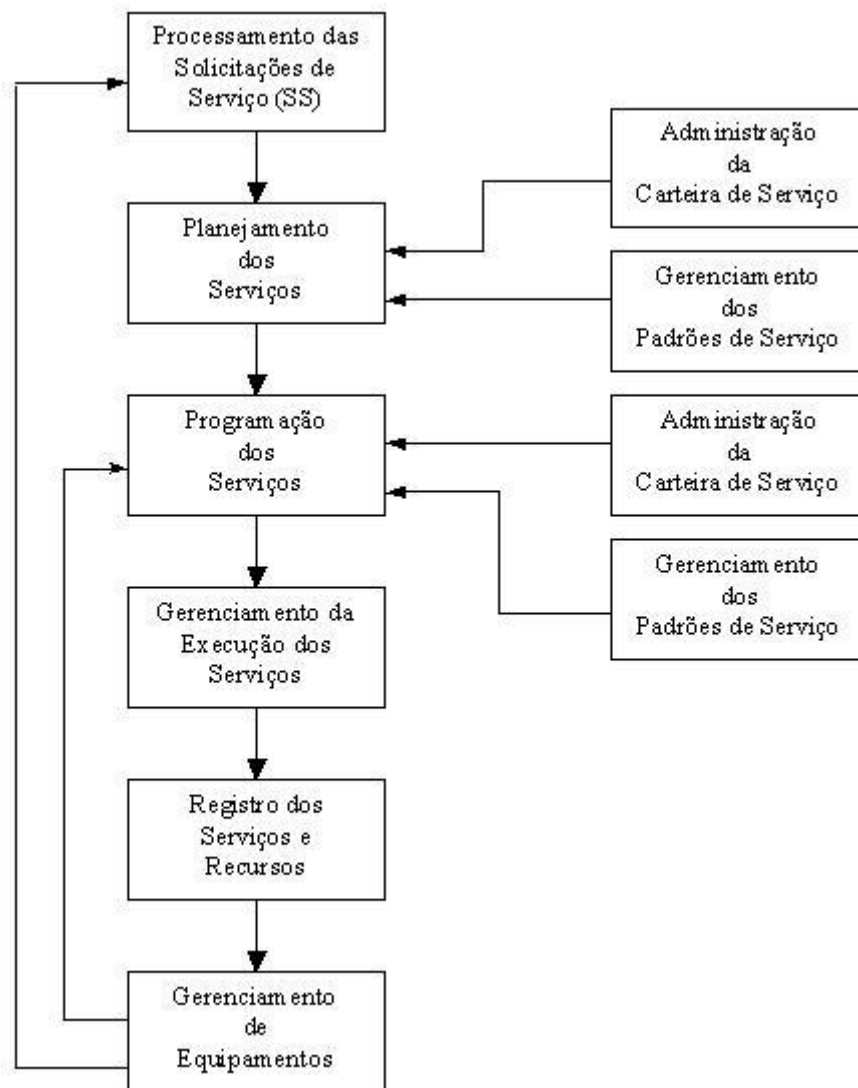 Processamento das
Solicitações de
Serviço (SS)
Administração
da
Carteira de Serviço
Planejamento
dos
Serviços
Gerenciamento
dos
Padrões de Serviço
Programação
dos
Serviços
Administração
da
Carteira de Serviço
Gerenciamento
dos
Padrões de Serviço
Gerenciamento da
Execução dos
Serviços
Registro dos
Serviços e
Recursos
Gerenciamento
de
Equipamentos